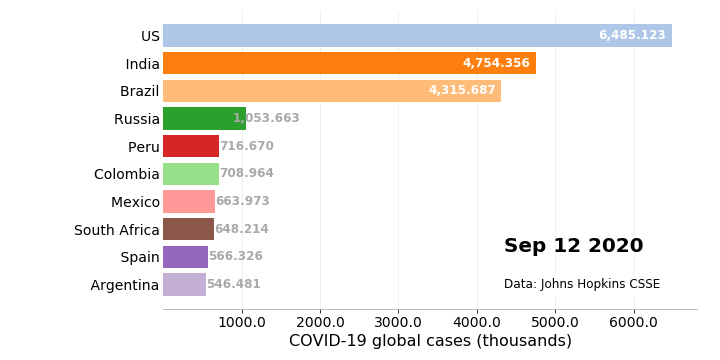 US 6,485.123
India 4,754.356
Brazil 4,315.687
Russia 1,053.663
Peru 716.670
Colombia 708.964
Mexico 663.973
South Africa 648.214
Spain 566.326
Argentina 546.481
Sep 12 2020
Data: Johns Hopkins CSSE
1000.0 2000.0 3000.0 4000.0 5000.0 6000.0
COVID-19 global cases (thousands)